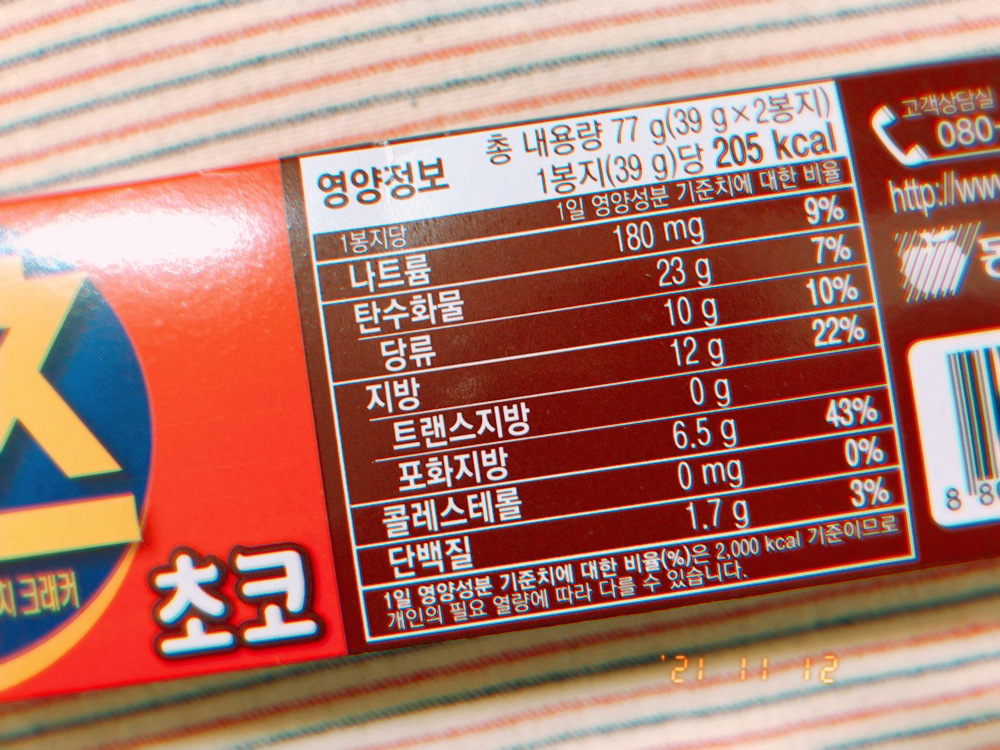 영양정보
총 내용량 77 g(39 g×2봉지)
1봉지(39 g)당 205 kcal
1봉지당 1일 영양성분 기준치에 대한 비율
나트륨 180 mg 9%
탄수화물 23 g 7%
당류 10 g 10%
지방 12 g 22%
트랜스지방 0 g
포화지방 6.5 g 43%
콜레스테롤 0 mg 0%
단백질 1.7 g 3%
1일 영양성분 기준치에 대한 비율(%)은 2,000 kcal 기준이므로
개인의 필요 열량에 따라 다를 수 있습니다.
고객상담실
080-
http://www
8 8
크래커
초코
'21 11 12